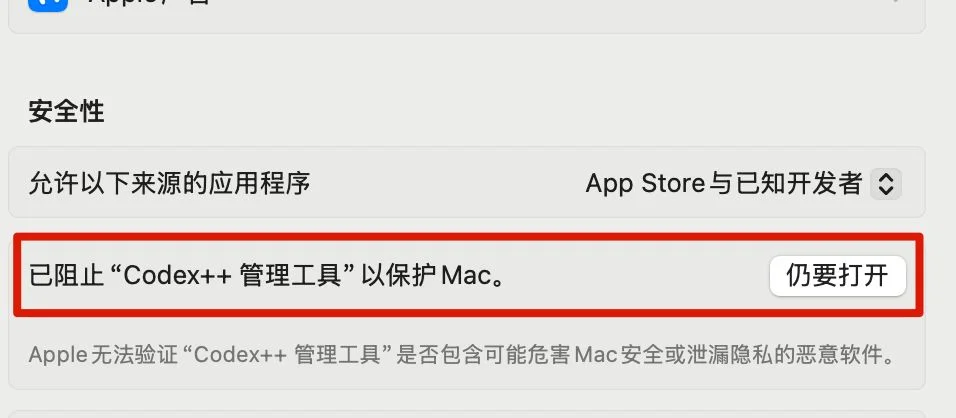 安全性
允许以下来源的应用程序 App Store与已知开发者
已阻止“Codex++ 管理工具”以保护Mac。 仍要打开
Apple无法验证“Codex++ 管理工具”是否包含可能危害Mac安全或泄漏隐私的恶意软件。